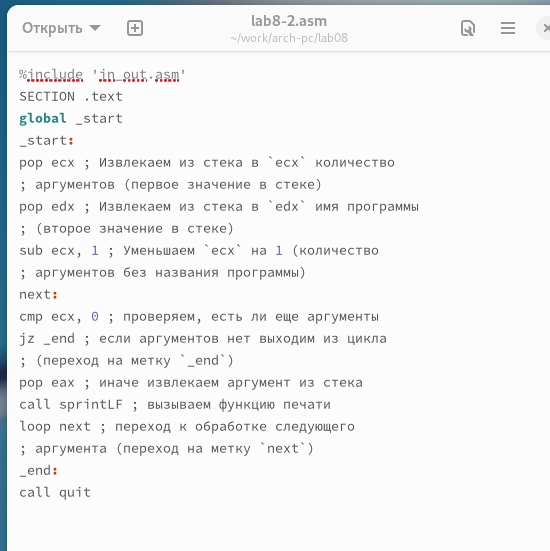 Открыть
lab8-2.asm
~/work/arch-pc/lab08
%include 'in_out.asm'
SECTION .text
global _start
_start:
pop ecx ; Извлекаем из стека в `ecx` количество
; аргументов (первое значение в стеке)
pop edx ; Извлекаем из стека в `edx` имя программы
; (второе значение в стеке)
sub ecx, 1 ; Уменьшаем `ecx` на 1 (количество
; аргументов без названия программы)
next:
cmp ecx, 0 ; проверяем, есть ли еще аргументы
jz _end ; если аргументов нет выходим из цикла
; (переход на метку `_end`)
pop eax ; иначе извлекаем аргумент из стека
call sprintLF ; вызываем функцию печати
loop next ; переход к обработке следующего
; аргумента (переход на метку `next`)
_end:
call quit